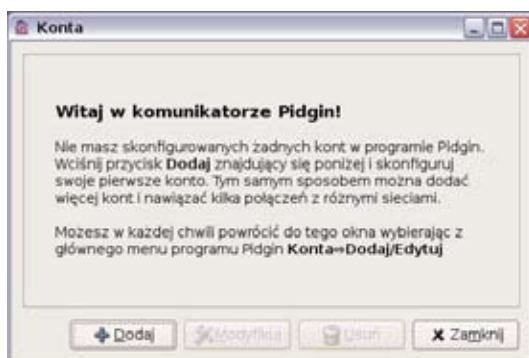 Konta
Witaj w komunikatorze Pidgin!
Nie masz skonfigurowanych żadnych kont w programie Pidgin.
Wciśnij przycisk Dodaj znajdujący się poniżej i skonfiguruj
swoje pierwsze konto. Tym samym sposobem można dodać
więcej kont i nawiązać kilka połączeń z różnymi sieciami.
Możesz w każdej chwili powrócić do tego okna wybierając z
głównego menu programu Pidgin Konta⇨Dodaj/Edytuj
Dodaj Modyfikuj Usuń Zamknij